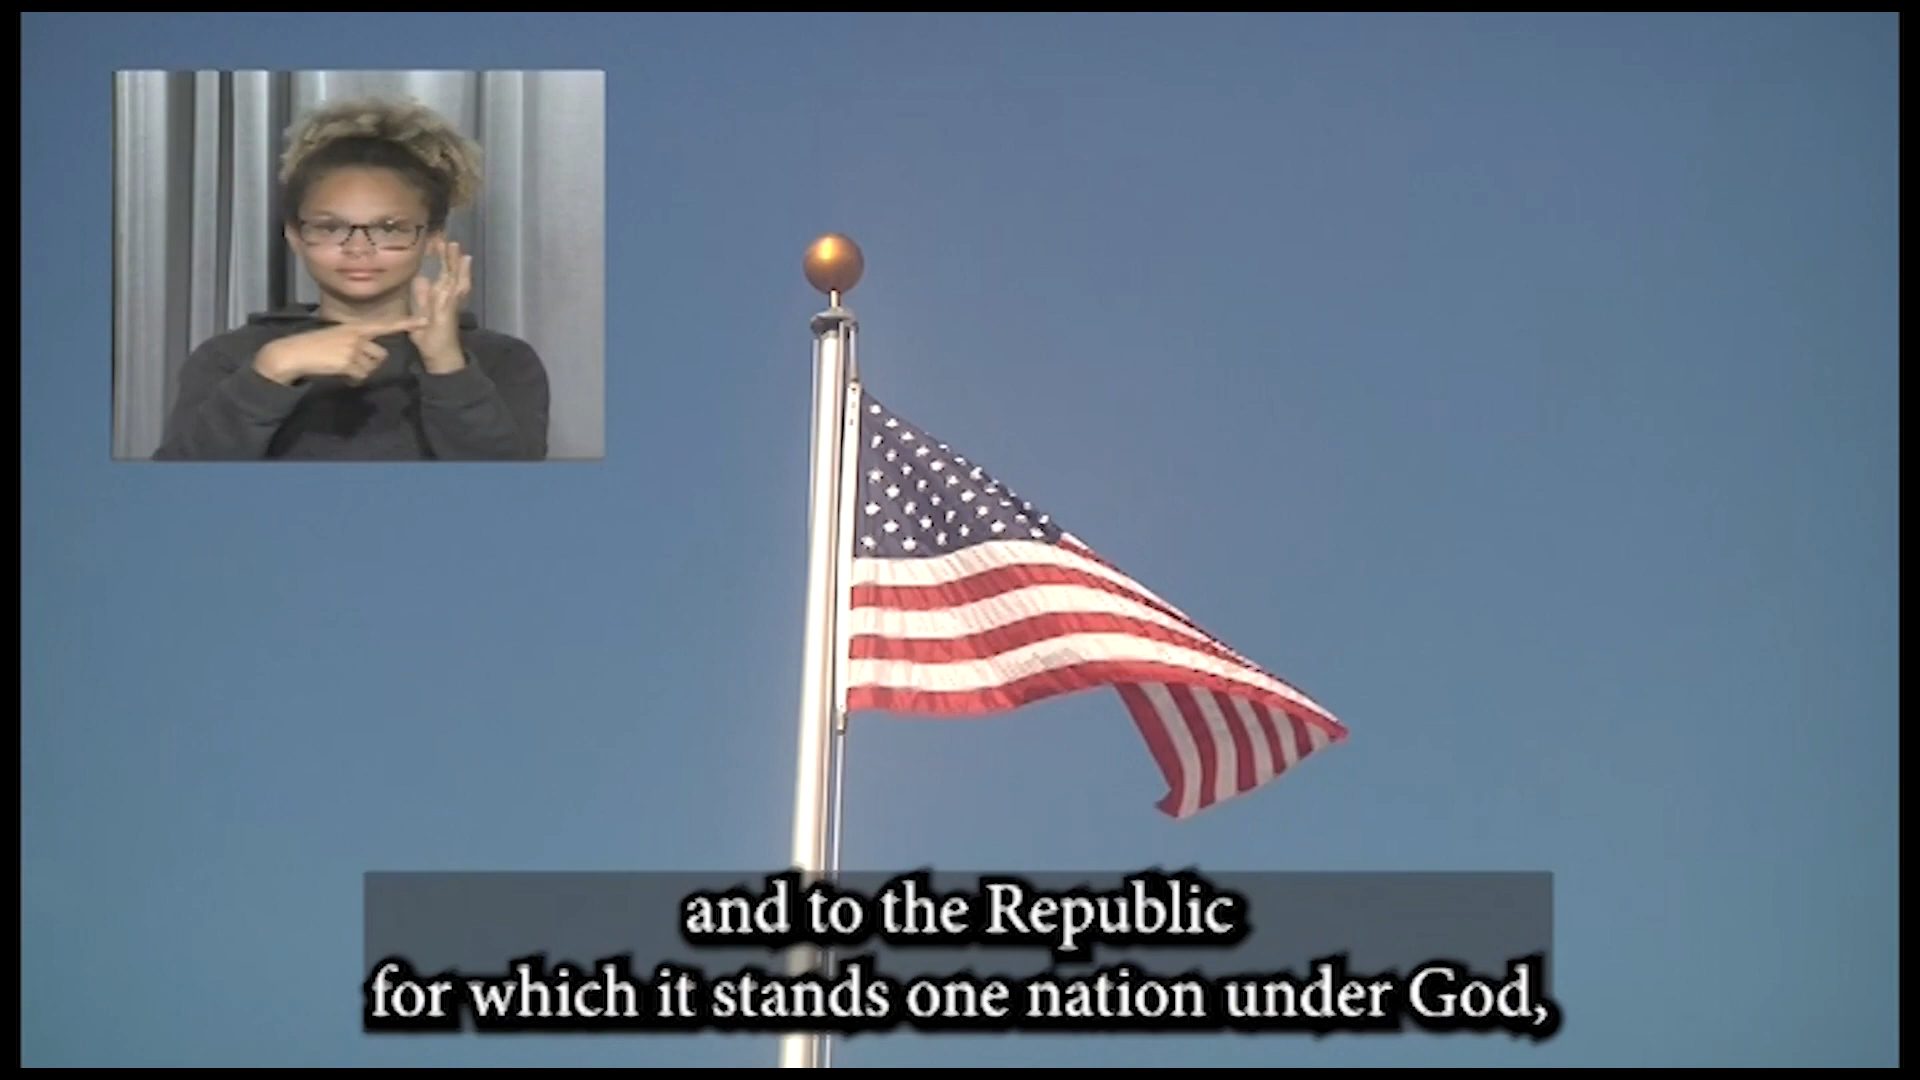 and to the Republic
for which it stands one nation under God,